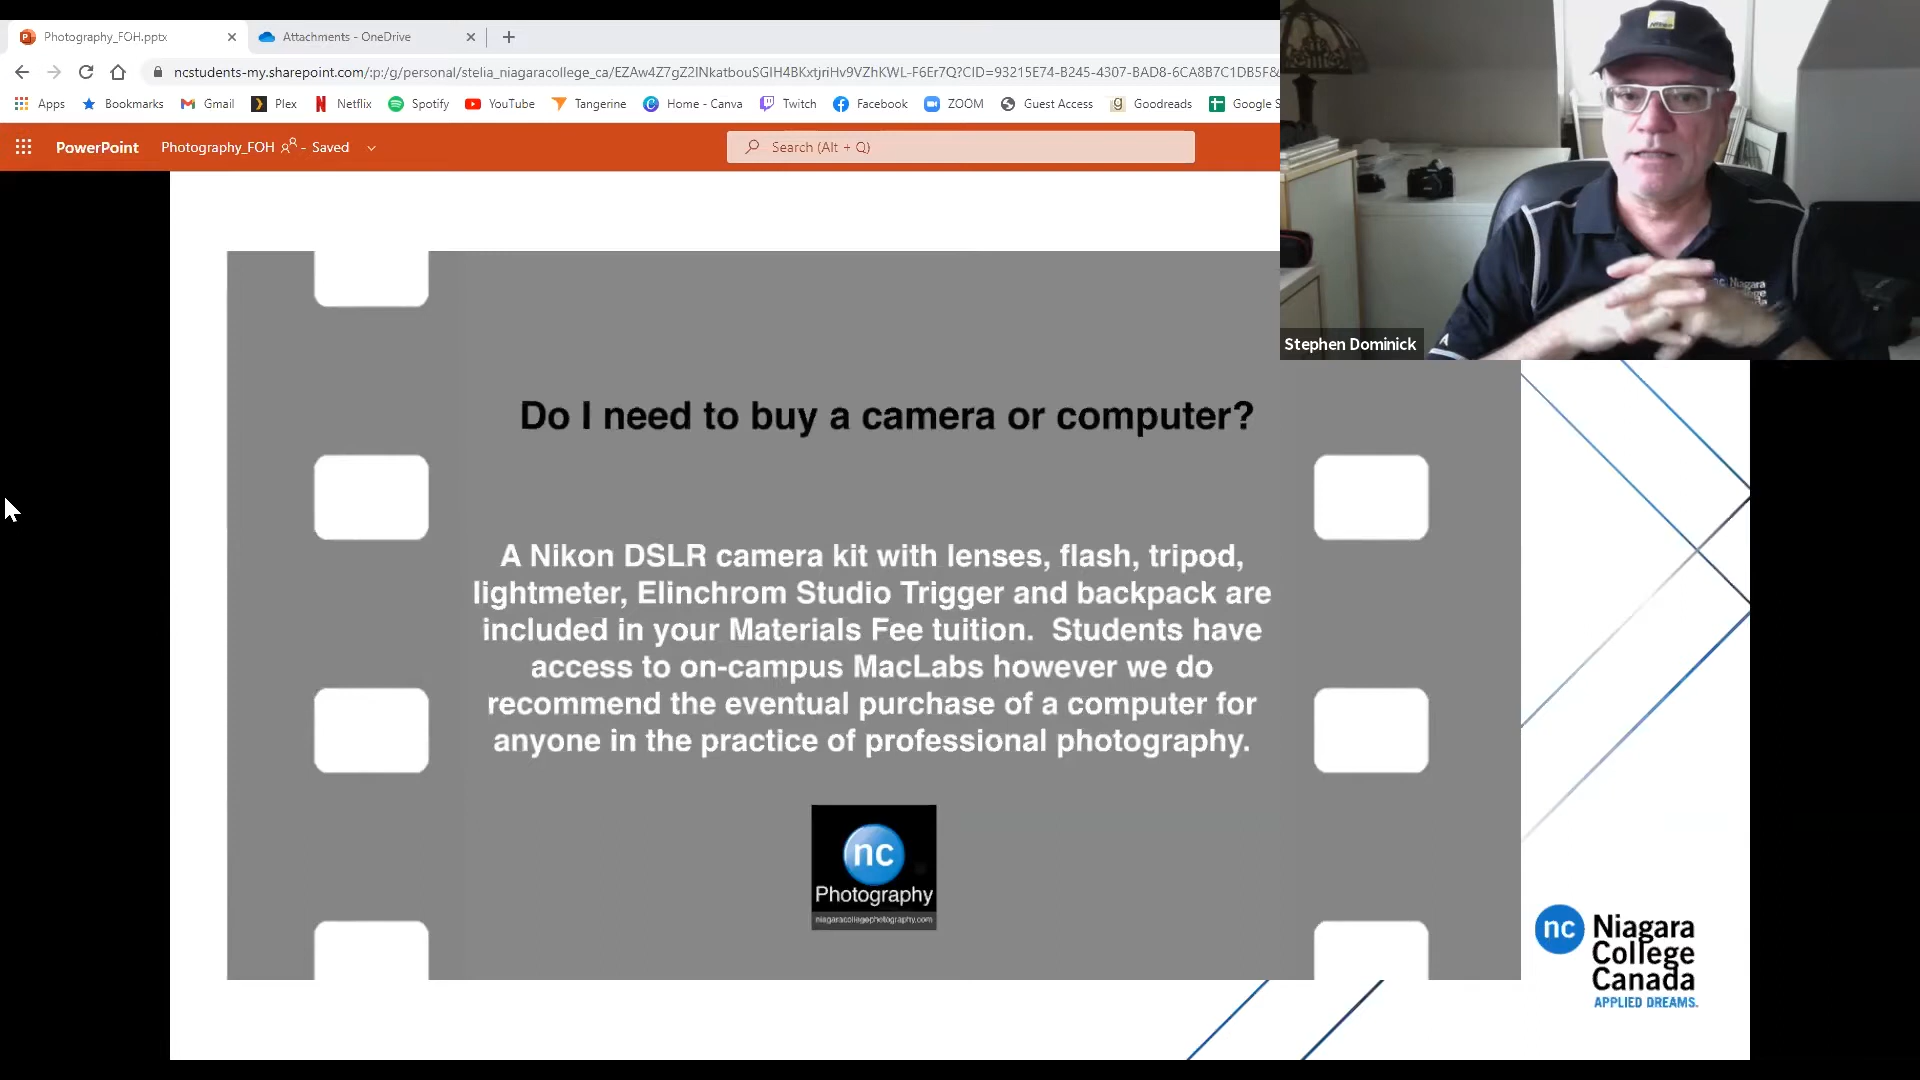 Photography_FOH.pptx
Attachments - OneDrive
ncstudents-my.sharepoint.com/:p:/g/personal/stelia_niagaracollege_ca/EZAw4Z7gZ2lNkatbouSGIH4BKxtjriHv9VZhKWL-F6Er7Q?CID=93215E74-B245-4307-BAD8-6CA8B7C1DB5F&
Apps Bookmarks Gmail Plex Netflix Spotify YouTube Tangerine Home - Canva Twitch Facebook ZOOM Guest Access Goodreads Google S
PowerPoint Photography_FOH - Saved
Search (Alt + Q)
Niagara
College
Canada
Stephen Dominick
Do I need to buy a camera or computer?
A Nikon DSLR camera kit with lenses, flash, tripod,
lightmeter, Elinchrom Studio Trigger and backpack are
included in your Materials Fee tuition. Students have
access to on-campus MacLabs however we do
recommend the eventual purchase of a computer for
anyone in the practice of professional photography.
nc
Photography
niagaracollegephotography.com
nc
Niagara
College
Canada
APPLIED DREAMS.